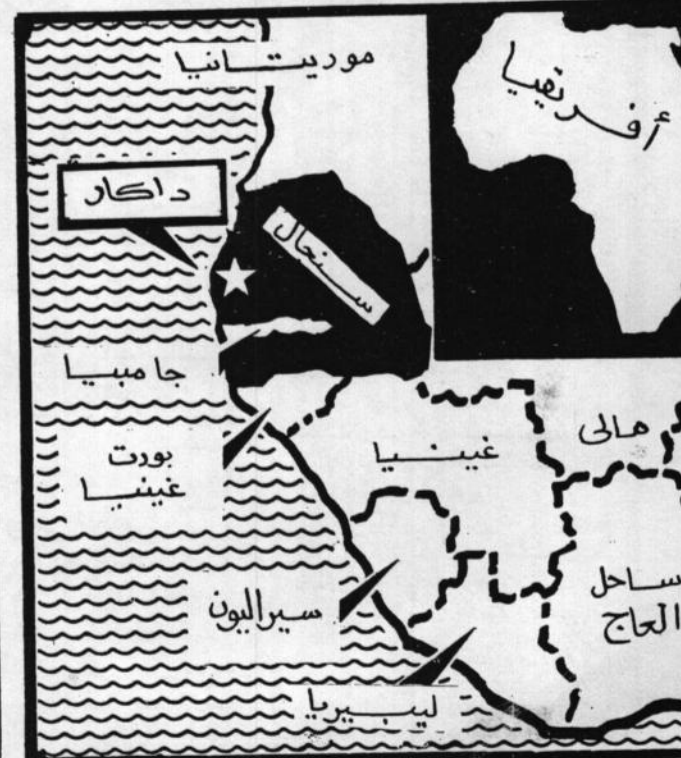 موريتانيا
أفريقيا
داكار
سنغال
جامبيا
بورت
غينيا
غينيا
مالى
ساحل
العاج
سيراليون
ليبيريا